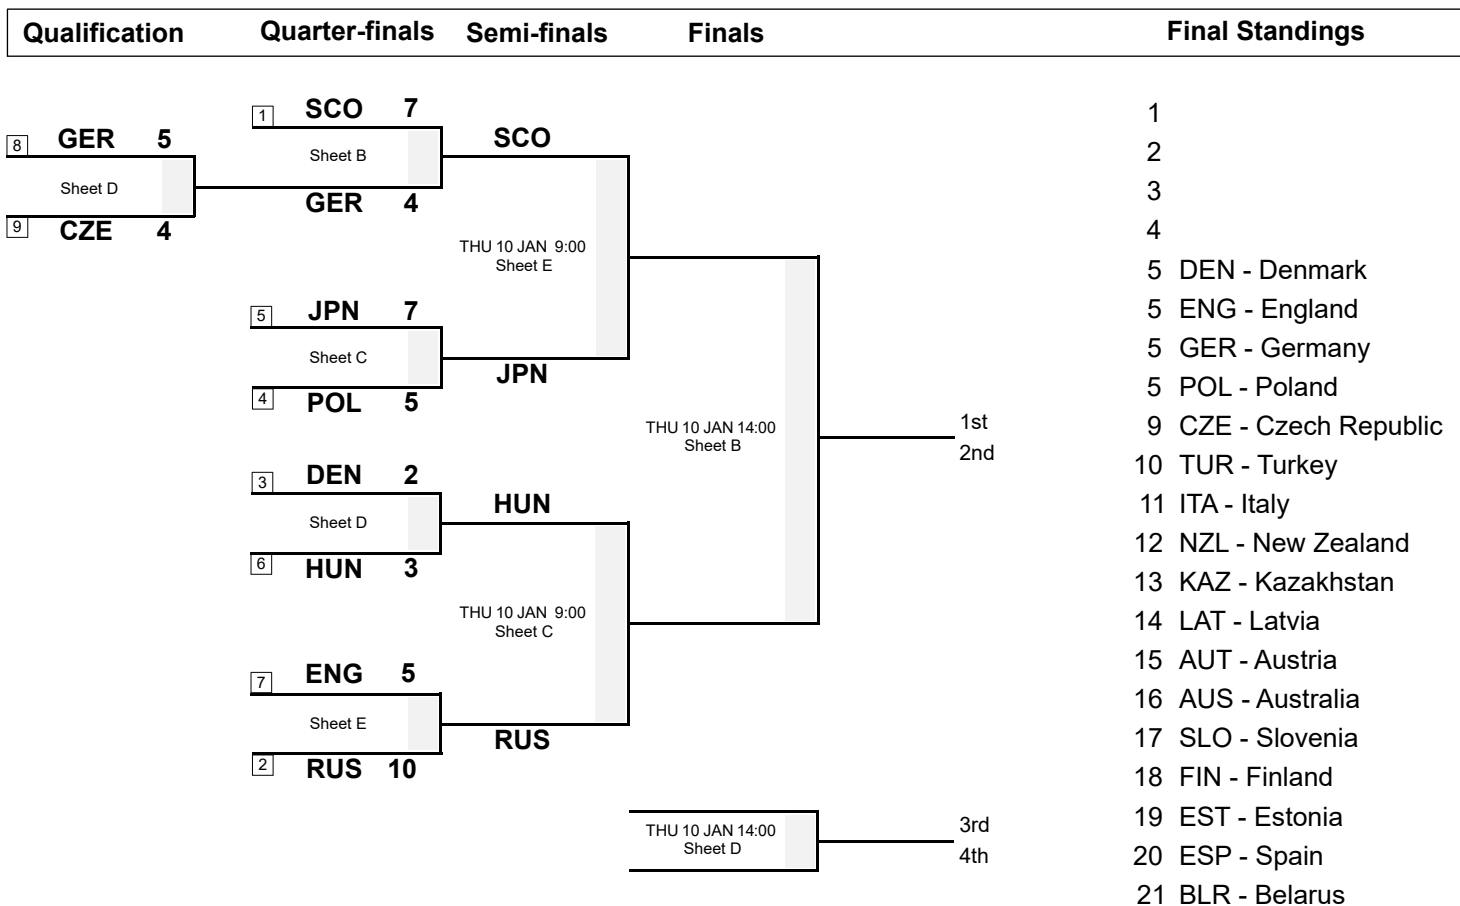 Qualification Quarter-finals Semi-finals Finals Final Standings
1 SCO 7
Sheet B
GER 4
8 GER 5
Sheet D
9 CZE 4
SCO
THU 10 JAN 9:00
Sheet E
JPN
5 JPN 7
Sheet C
4 POL 5
3 DEN 2
Sheet D
6 HUN 3
HUN
THU 10 JAN 9:00
Sheet C
RUS
7 ENG 5
Sheet E
2 RUS 10
THU 10 JAN 14:00
Sheet B
1st
2nd
THU 10 JAN 14:00
Sheet D
3rd
4th
1
2
3
4
5 DEN - Denmark
5 ENG - England
5 GER - Germany
5 POL - Poland
9 CZE - Czech Republic
10 TUR - Turkey
11 ITA - Italy
12 NZL - New Zealand
13 KAZ - Kazakhstan
14 LAT - Latvia
15 AUT - Austria
16 AUS - Australia
17 SLO - Slovenia
18 FIN - Finland
19 EST - Estonia
20 ESP - Spain
21 BLR - Belarus